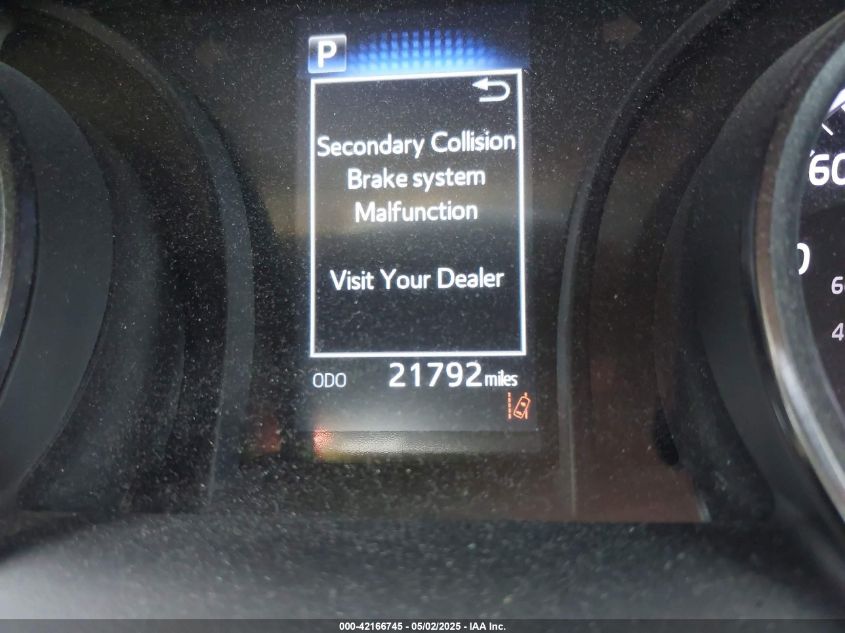 P
Secondary Collision
Brake system
Malfunction
Visit Your Dealer
ODO 21792 miles
60
000-42166745 - 05/02/2025 - IAA Inc.